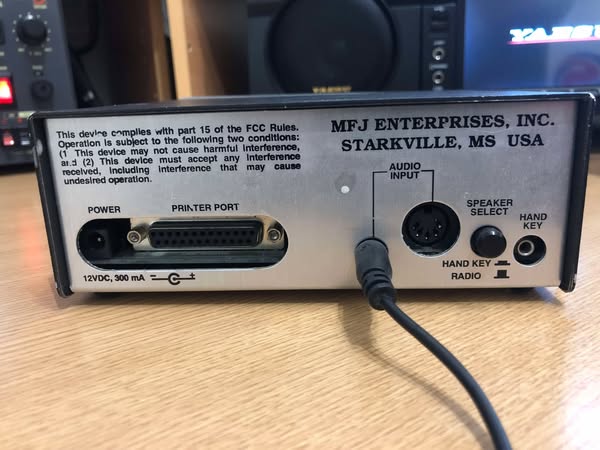 This device complies with part 15 of the FCC Rules.
Operation is subject to the following two conditions:
(1 This device may not cause harmful interference,
and (2) This device must accept any interference
received, including interference that may cause
undesired operation.
MFJ ENTERPRISES, INC.
STARKVILLE, MS USA
AUDIO
INPUT
POWER
PRINTER PORT
SPEAKER
SELECT
HAND
KEY
HAND KEY
RADIO
12VDC, 300 mA
- +
YAESU
YAESU